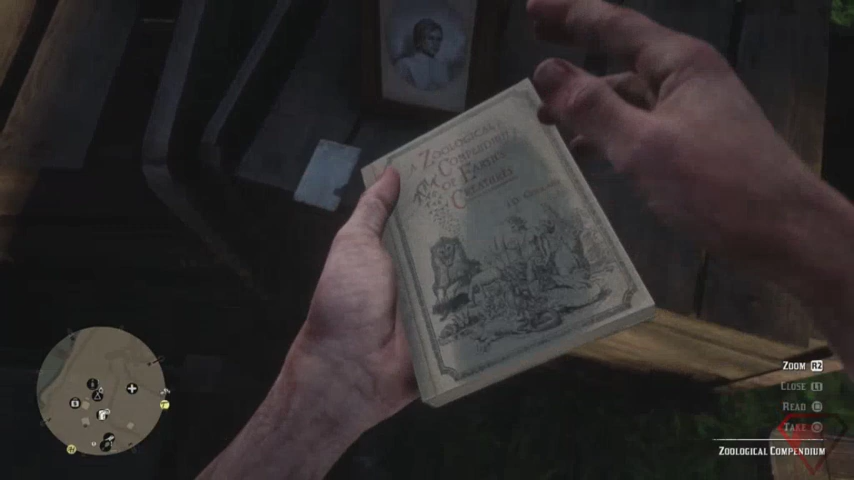 A ZOOLOGICAL
COMPENDIUM
OF EARTH'S
CREATURES
ZOOM R2
CLOSE L1
READ
TAKE
ZOOLOGICAL COMPENDIUM